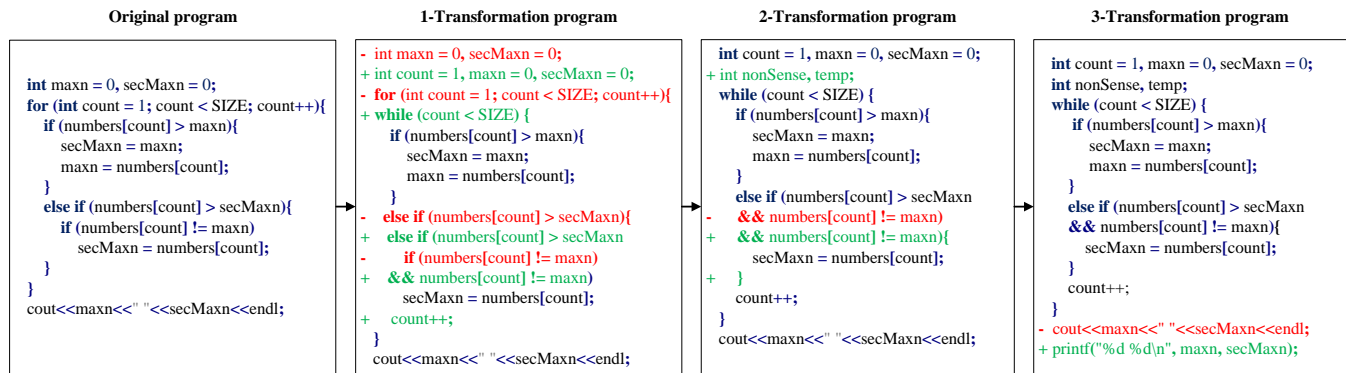 Original program
int maxn = 0, secMaxn = 0;
for (int count = 1; count < SIZE; count++){
if (numbers[count] > maxn){
secMaxn = maxn;
maxn = numbers[count];
}
else if (numbers[count] > secMaxn){
if (numbers[count] != maxn)
secMaxn = numbers[count];
}
}
cout<<maxn<<" "<<secMaxn<<endl;
1-Transformation program
- int maxn = 0, secMaxn = 0;
+ int count = 1, maxn = 0, secMaxn = 0;
- for (int count = 1; count < SIZE; count++){
+ while (count < SIZE) {
if (numbers[count] > maxn){
secMaxn = maxn;
maxn = numbers[count];
}
- else if (numbers[count] > secMaxn){
+ else if (numbers[count] > secMaxn
- if (numbers[count] != maxn)
+ && numbers[count] != maxn)
secMaxn = numbers[count];
+ count++;
}
cout<<maxn<<" "<<secMaxn<<endl;
2-Transformation program
int count = 1, maxn = 0, secMaxn = 0;
+ int nonSense, temp;
while (count < SIZE) {
if (numbers[count] > maxn){
secMaxn = maxn;
maxn = numbers[count];
}
else if (numbers[count] > secMaxn
- && numbers[count] != maxn)
+ && numbers[count] != maxn){
secMaxn = numbers[count];
+ }
count++;
}
cout<<maxn<<" "<<secMaxn<<endl;
3-Transformation program
int count = 1, maxn = 0, secMaxn = 0;
int nonSense, temp;
while (count < SIZE) {
if (numbers[count] > maxn){
secMaxn = maxn;
maxn = numbers[count];
}
else if (numbers[count] > secMaxn
&& numbers[count] != maxn){
secMaxn = numbers[count];
}
count++;
}
- cout<<maxn<<" "<<secMaxn<<endl;
+ printf("%d %d\n", maxn, secMaxn);